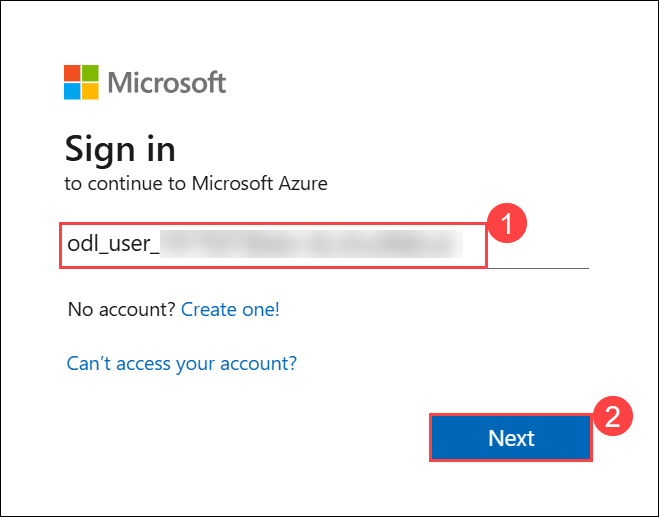 Microsoft
Sign in
to continue to Microsoft Azure
1
odl_user_
No account? Create one!
Can't access your account?
2
Next